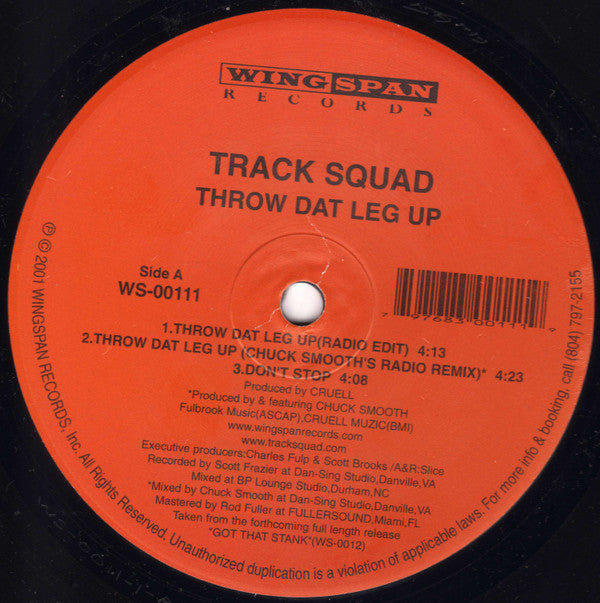 WINGSPAN
RECORDS
TRACK SQUAD
THROW DAT LEG UP
Side A
WS-00111
7 97683 00111 9
1.THROW DAT LEG UP(RADIO EDIT) 4:13
2.THROW DAT LEG UP (CHUCK SMOOTH'S RADIO REMIX)* 4:23
3.DON'T STOP 4:08
Produced by CRUELL
*Produced by & featuring CHUCK SMOOTH
Fulbrook Music(ASCAP),CRUELL MUZIC(BMI)
www.wingspanrecords.com
www.tracksquad.com
Executive producers:Charles Fulp & Scott Brooks /A&R:Slice
Recorded by Scott Frazier at Dan-Sing Studio,Danville,VA
Mixed at BP Lounge Studio,Durham,NC
*Mixed by Chuck Smooth at Dan-Sing Studio,Danville,VA
Mastered by Rod Fuller at FULLERSOUND,Miami,FL
Taken from the forthcoming full length release
"GOT THAT STANK"(WS-0012)
℗ © 2001 WINGSPAN RECORDS, Inc. All Rights Reserved. Unauthorized duplication is a violation of applicable laws. For more info & booking, call (804) 797-2155